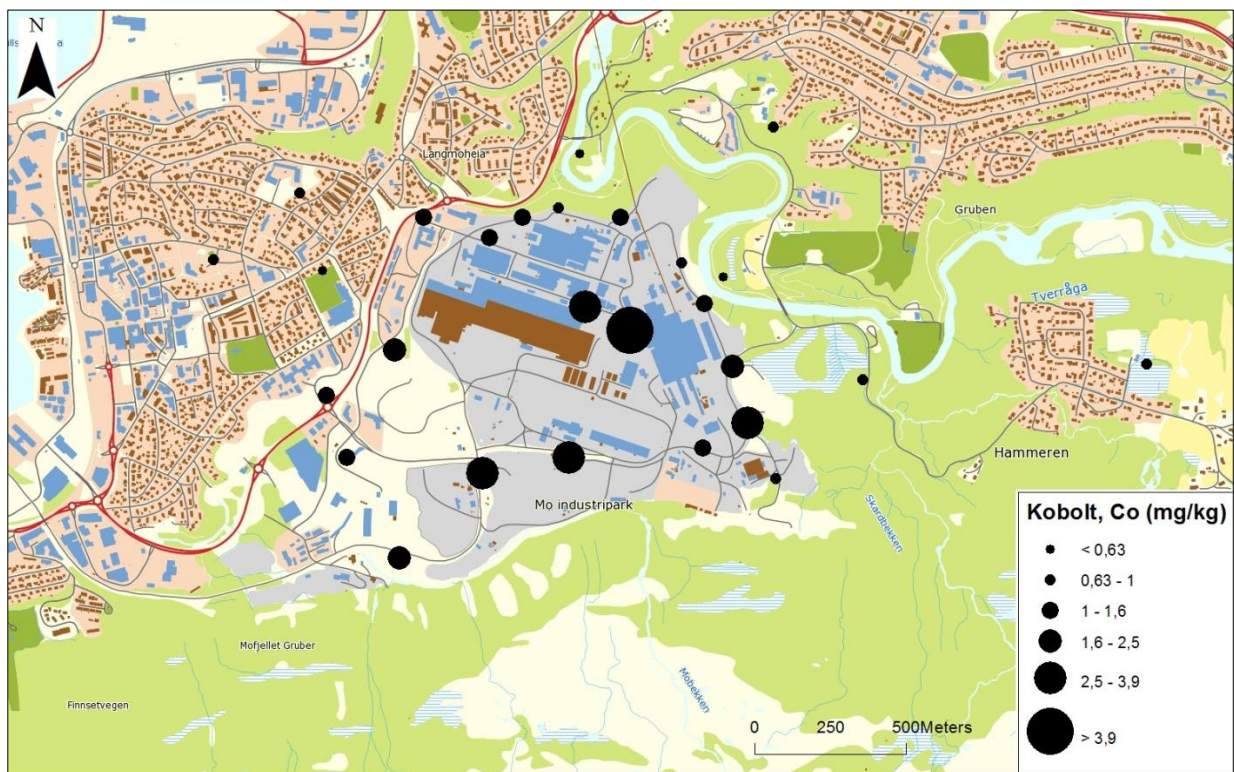 N
Langmoheia
Gruben
Tverråga
Hammeren
Skardbekken
Mo industripark
Mofjellet Gruber
Finnsetvegen
Mobekken
0 250 500Meters
Kobolt, Co (mg/kg)
< 0,63
0,63 - 1
1 - 1,6
1,6 - 2,5
2,5 - 3,9
> 3,9